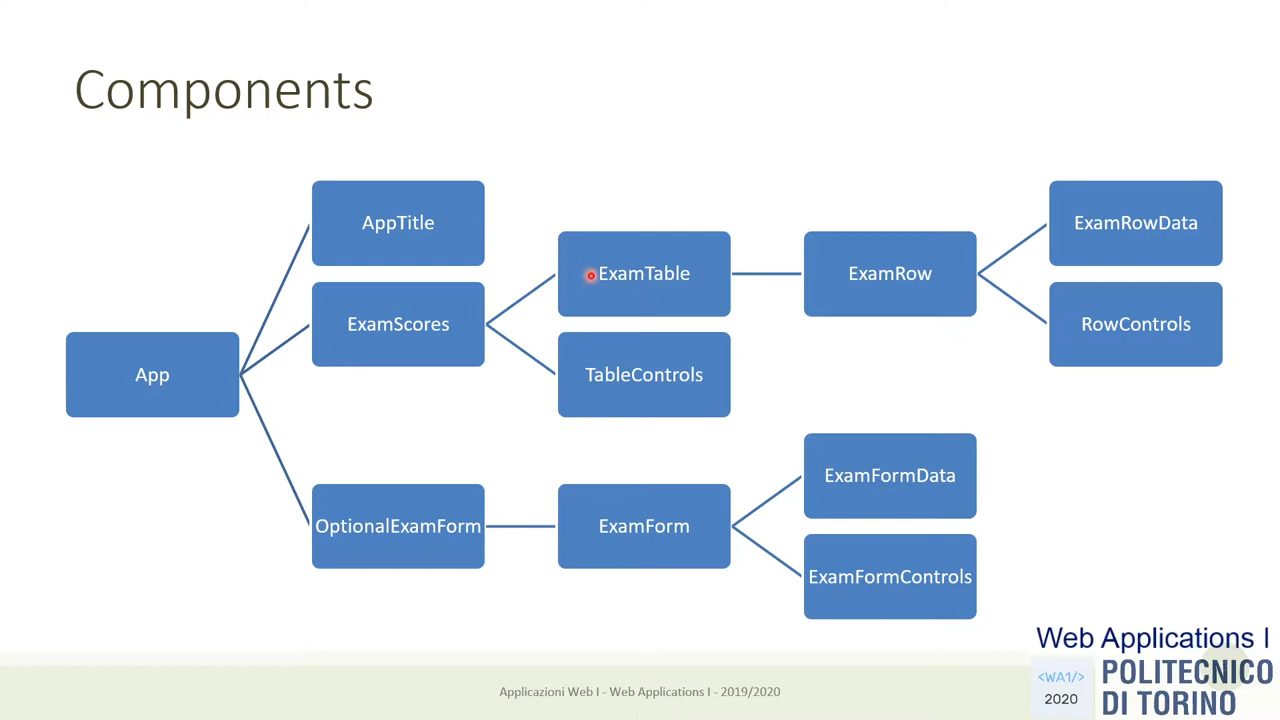 Components
AppTitle
ExamRowData
ExamTable
ExamRow
ExamScores
RowControls
App
TableControls
ExamFormData
OptionalExamForm
ExamForm
ExamFormControls
Web Applications I
<WA1/>
2020
POLITECNICO
DI TORINO
Applicazioni Web I - Web Applications I - 2019/2020